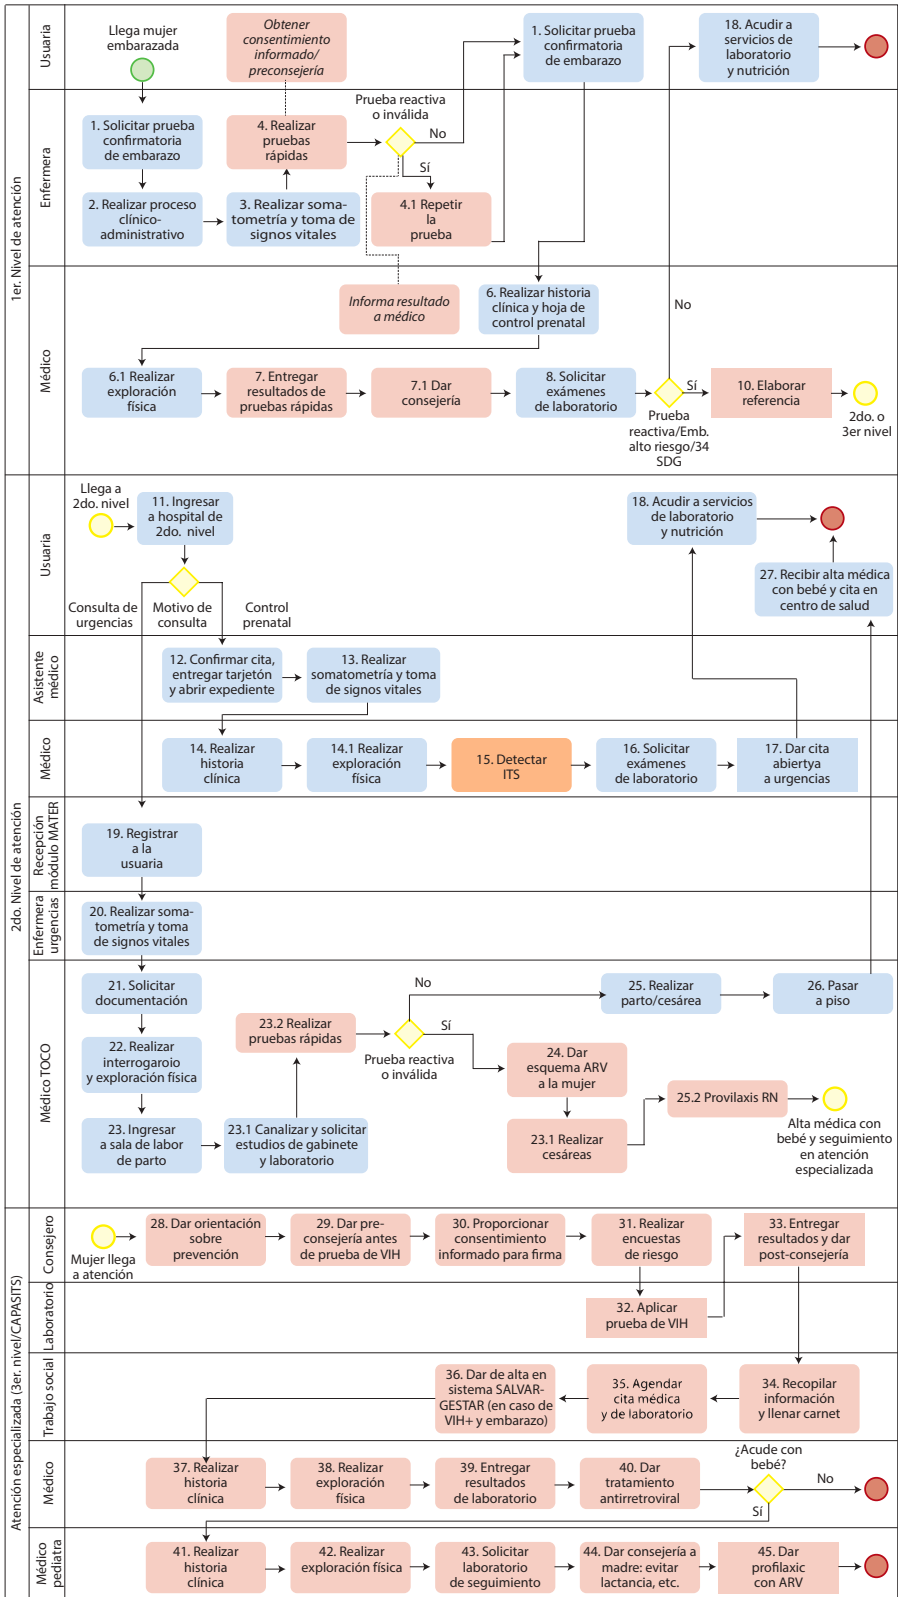 1er. Nivel de atención
Usuaria
Llega mujer
embarazada
Obtener
consentimiento
informado/
preconsejería
1. Solicitar prueba
confirmatoria
de embarazo
18. Acudir a
servicios de
laboratorio
y nutrición
Enfermera
1. Solicitar prueba
confirmatoria
de embarazo
4. Realizar
pruebas
rápidas
Prueba reactiva
o inválida
No
Sí
2. Realizar proceso
clínico-
administrativo
3. Realizar soma-
tometría y toma de
signos vitales
4.1 Repetir
la
prueba
Médico
Informa resultado
a médico
6. Realizar historia
clínica y hoja de
control prenatal
No
6.1 Realizar
exploración
física
7. Entregar
resultados de
pruebas rápidas
7.1 Dar
consejería
8. Solicitar
exámenes
de laboratorio
Sí
Prueba
reactiva/Emb.
alto riesgo/34
SDG
10. Elaborar
referencia
2do. o
3er nivel
2do. Nivel de atención
Usuaria
Llega a
2do. nivel
11. Ingresar
a hospital de
2do. nivel
18. Acudir a servicios
de laboratorio
y nutrición
27. Recibir alta médica
con bebé y cita en
centro de salud
Consulta de
urgencias
Motivo de
consulta
Control
prenatal
Asistente
médico
12. Confirmar cita,
entregar tarjetón
y abrir expediente
13. Realizar
somatometría y toma
de signos vitales
Médico
14. Realizar
historia
clínica
14.1 Realizar
exploración
física
15. Detectar
ITS
16. Solicitar
exámenes
de laboratorio
17. Dar cita
abiertya
a urgencias
Recepción
módulo MATER
19. Registrar
a la
usuaria
Enfermera
urgencias
20. Realizar soma-
tometría y toma
de signos vitales
Médico TOCO
21. Solicitar
documentación
22. Realizar
interrogaroio
y exploración física
23. Ingresar
a sala de labor
de parto
23.1 Canalizar y solicitar
estudios de gabinete
y laboratorio
23.2 Realizar
pruebas rápidas
Prueba reactiva
o inválida
No
Sí
25. Realizar
parto/cesárea
26. Pasar
a piso
24. Dar
esquema ARV
a la mujer
23.1 Realizar
cesáreas
25.2 Provilaxis RN
Alta médica con
bebé y seguimiento
en atención
especializada
Atención especializada (3er. nivel/CAPASITS)
Consejero
Mujer llega
a atención
28. Dar orientación
sobre
prevención
29. Dar pre-
consejería antes
de prueba de VIH
30. Proporcionar
consentimiento
informado para firma
31. Realizar
encuestas
de riesgo
33. Entregar
resultados y dar
post-consejería
Laboratorio
32. Aplicar
prueba de VIH
Trabajo social
36. Dar de alta en
sistema SALVAR-
GESTAR (en caso de
VIH+ y embarazo)
35. Agendar
cita médica
y de laboratorio
34. Recopilar
información
y llenar carnet
Médico
37. Realizar
historia
clínica
38. Realizar
exploración
física
39. Entregar
resultados
de laboratorio
40. Dar
tratamiento
antirretroviral
¿Acude con
bebé?
No
Sí
Médico
pediatra
41. Realizar
historia
clínica
42. Realizar
exploración física
43. Solicitar
laboratorio
de seguimiento
44. Dar consejería a
madre: evitar
lactancia, etc.
45. Dar
profilaxic
con ARV